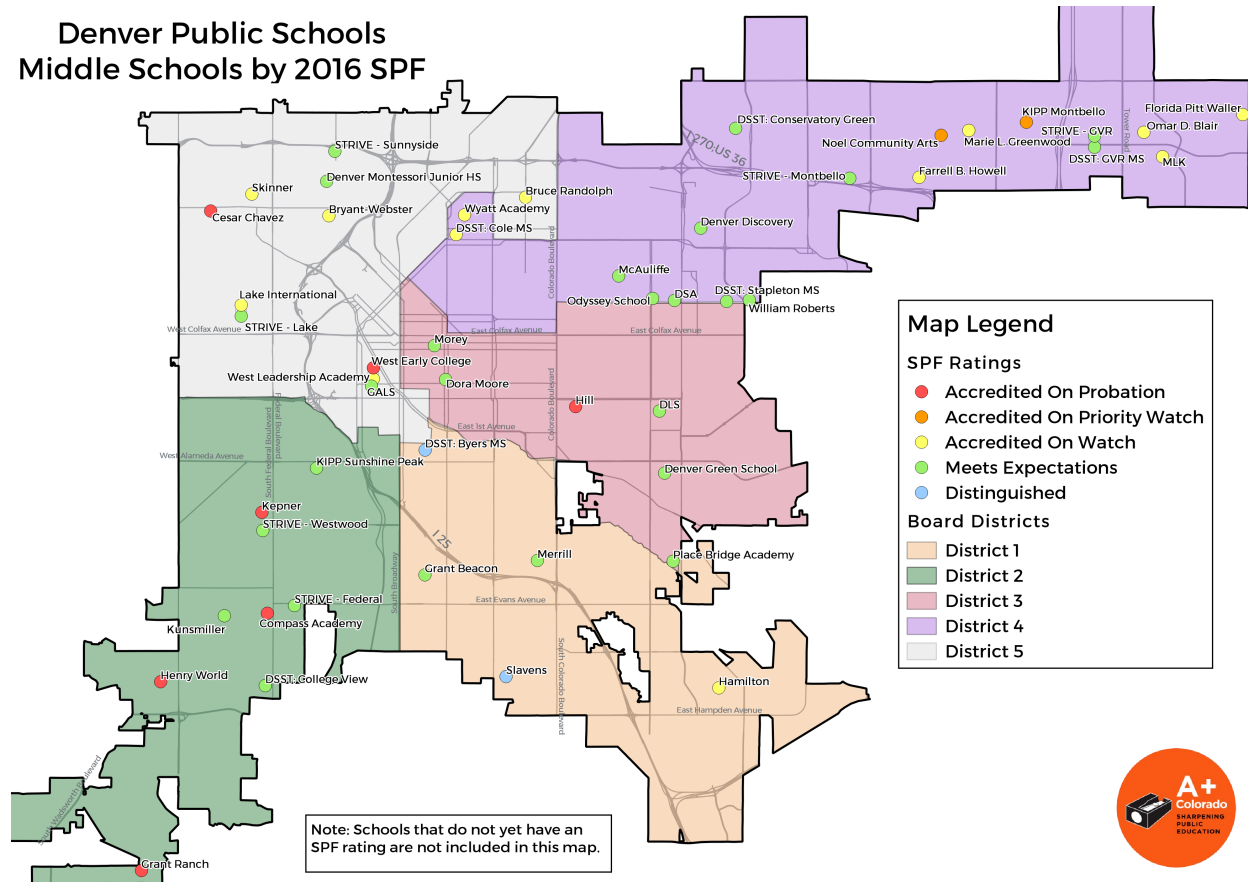 Denver Public Schools
Middle Schools by 2016 SPF
KIPP Montbello
Florida Pitt Waller
DSST: Conservatory Green
STRIVE - GVR
Omar D. Blair
Tower Road
I 270;US 36
Noel Community Arts
Marie L. Greenwood
DSST: GVR MS
MLK
STRIVE - Sunnyside
STRIVE - Montbello
Farrell B. Howell
Denver Montessori Junior HS
Skinner
Bruce Randolph
Cesar Chavez
Bryant-Webster
Wyatt Academy
DSST: Cole MS
Denver Discovery
Colorado Boulevard
McAuliffe
Lake International
Odyssey School
DSA
DSST: Stapleton MS
William Roberts
West Colfax Avenue
STRIVE - Lake
East Colfax Avenue
East Colfax Avenue
Morey
West Early College
West Leadership Academy
Dora Moore
GALS
Colorado Boulevard
Hill
DLS
Federal Boulevard
South Federal Boulevard
East 1st Avenue
DSST: Byers MS
West Alameda Avenue
KIPP Sunshine Peak
Denver Green School
Kepner
STRIVE - Westwood
I 25
Merrill
Place Bridge Academy
Grant Beacon
South Broadway
STRIVE - Federal
East Evans Avenue
Kunsmiller
Compass Academy
Henry World
DSST: College View
Slavens
South Colorado Boulevard
Hamilton
East Hampden Avenue
South Wadsworth Boulevard
Grant Ranch
Map Legend
SPF Ratings
Accredited On Probation
Accredited On Priority Watch
Accredited On Watch
Meets Expectations
Distinguished
Board Districts
District 1
District 2
District 3
District 4
District 5
Note: Schools that do not yet have an
SPF rating are not included in this map.
A+
Colorado
SHARPENING
PUBLIC
EDUCATION